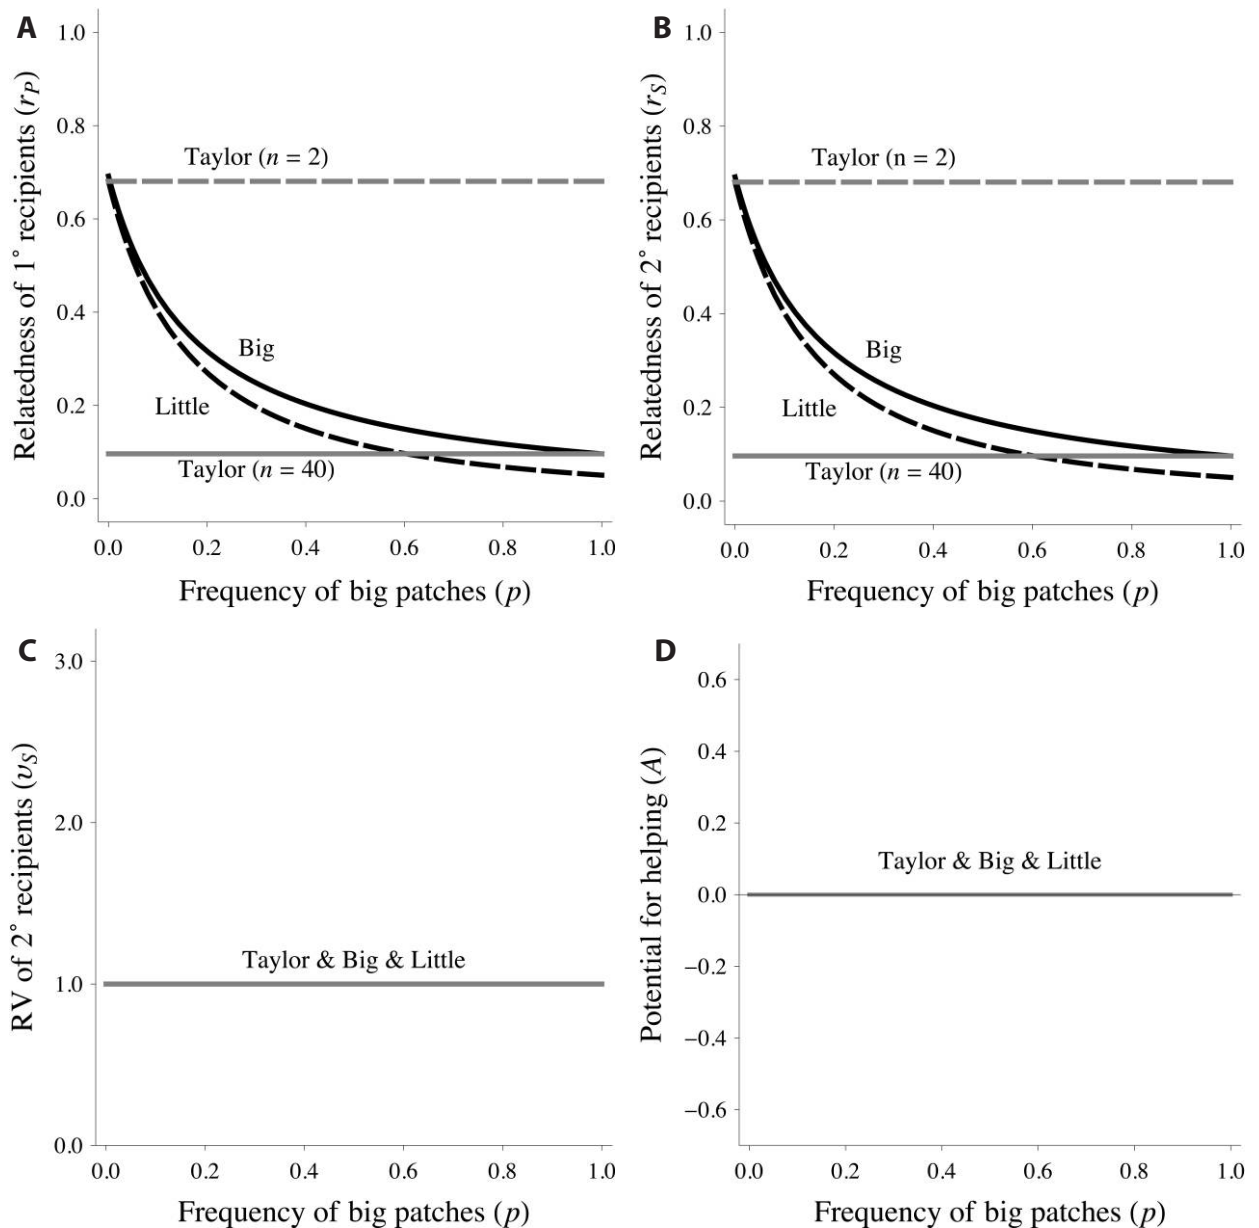 A
Relatedness of 1° recipients (rP)
1.0
0.8
0.6
0.4
0.2
0.0
Taylor (n = 2)
Big
Little
Taylor (n = 40)
0.0 0.2 0.4 0.6 0.8 1.0
Frequency of big patches (p)
B
Relatedness of 2° recipients (rS)
1.0
0.8
0.6
0.4
0.2
0.0
Taylor (n = 2)
Big
Little
Taylor (n = 40)
0.0 0.2 0.4 0.6 0.8 1.0
Frequency of big patches (p)
C
RV of 2° recipients (υS)
3.0
2.0
1.0
0.0
Taylor & Big & Little
0.0 0.2 0.4 0.6 0.8 1.0
Frequency of big patches (p)
D
Potential for helping (A)
0.6
0.4
0.2
0.0
−0.2
−0.4
−0.6
Taylor & Big & Little
0.0 0.2 0.4 0.6 0.8 1.0
Frequency of big patches (p)